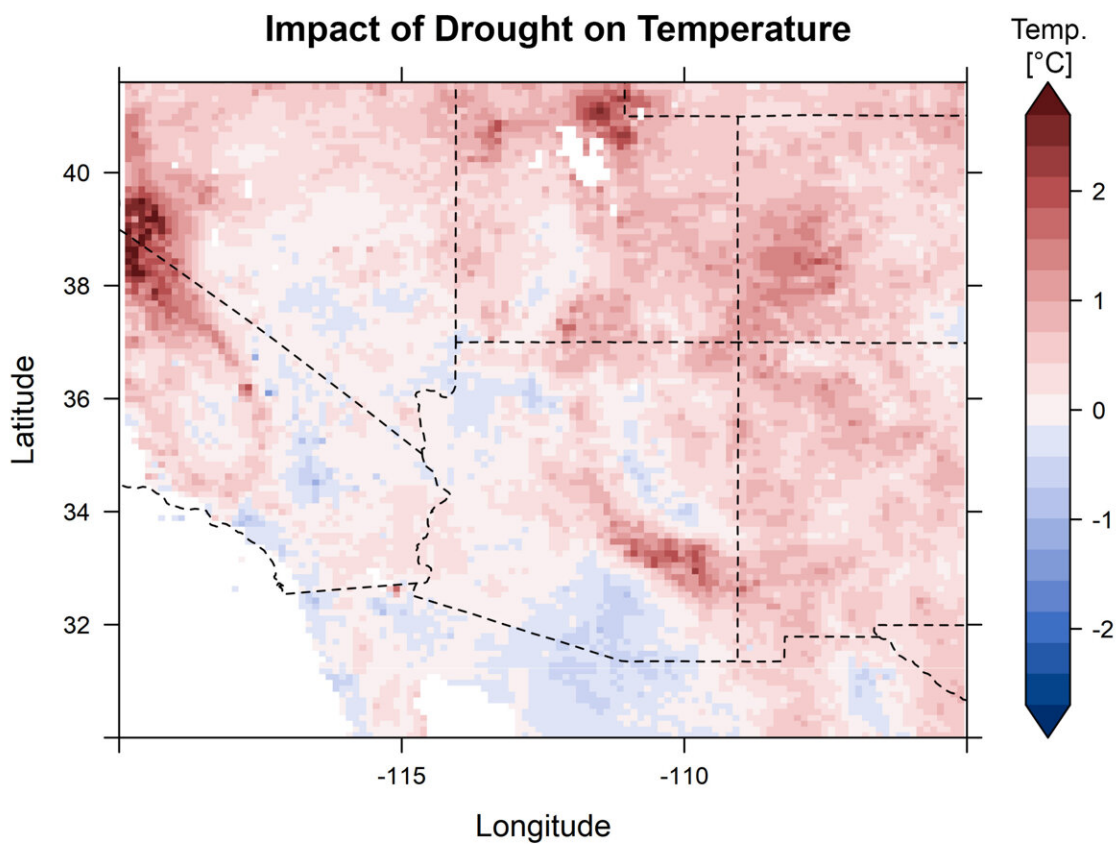 Impact of Drought on Temperature
Temp.
[°C]
40
38
36
34
32
Latitude
-115
-110
Longitude
2
1
0
-1
-2